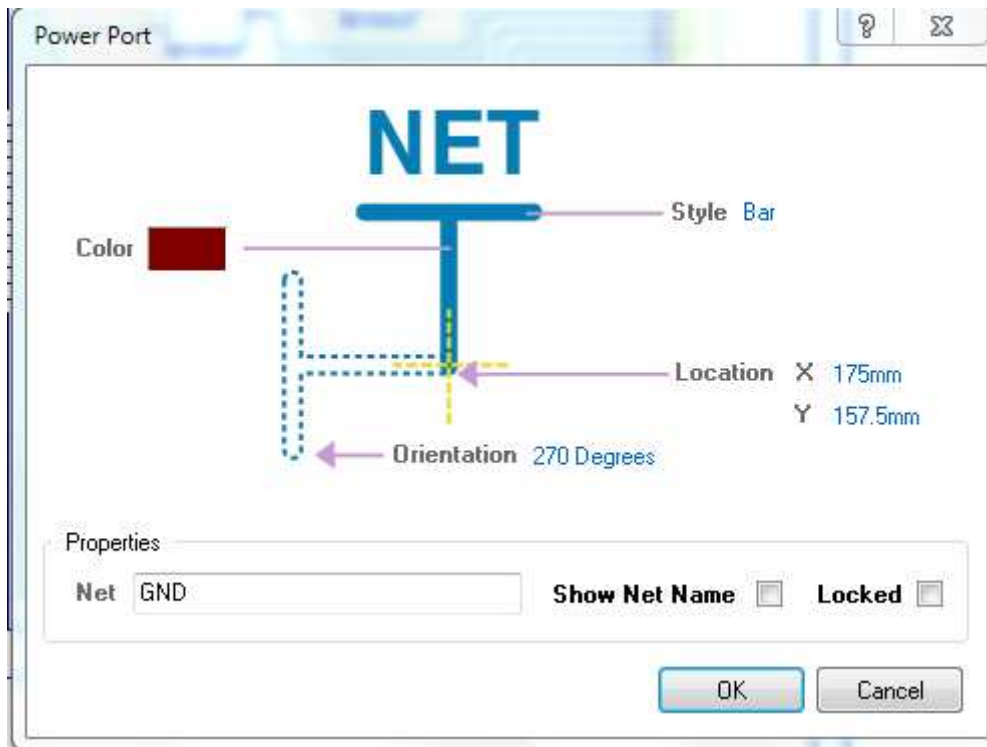 Power Port
NET
Style Bar
Color
Location X 175mm
Y 157.5mm
Orientation 270 Degrees
Properties
Net GND Show Net Name Locked
OK Cancel